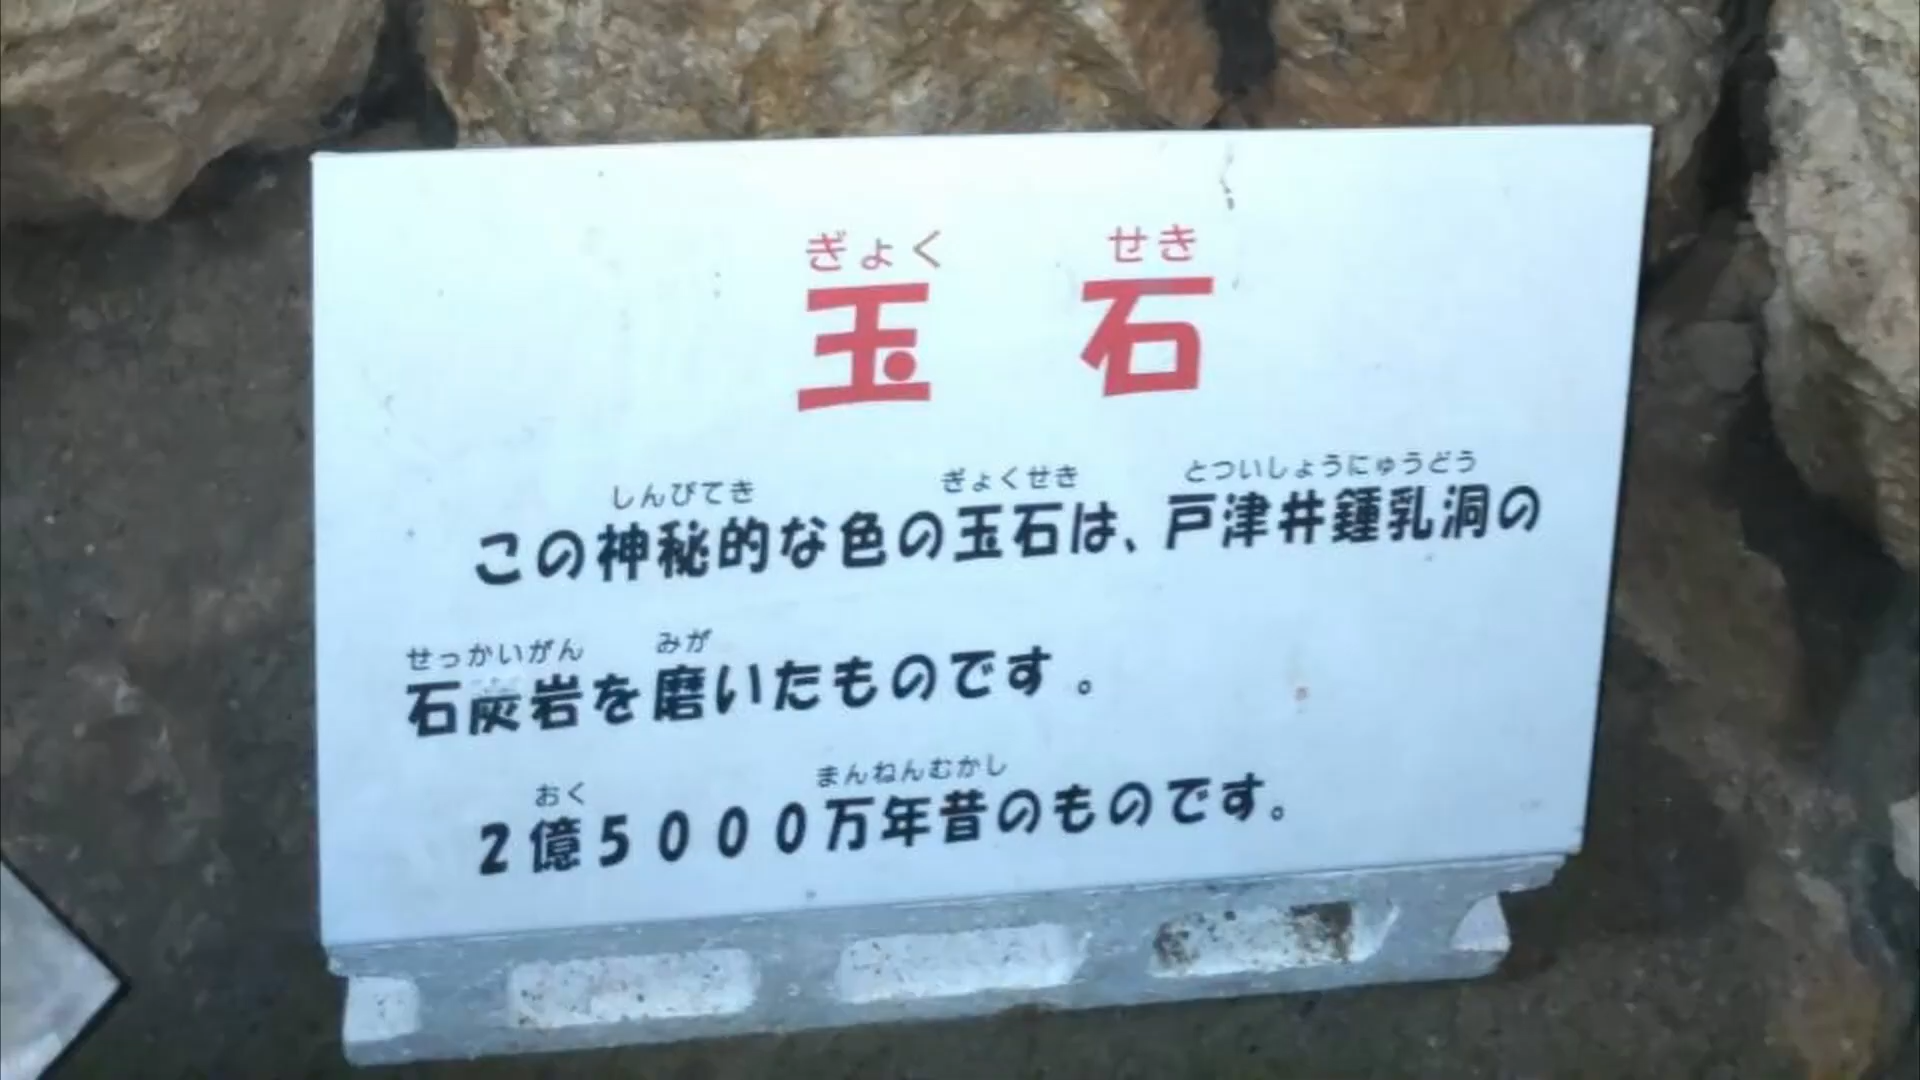 ぎょく せき
玉 石
しんぴてき ぎょくせき とついしょうにゅうどう
この神秘的な色の玉石は、戸津井鍾乳洞の
せっかいがん みが
石炭岩を磨いたものです。
おく まんねんむかし
2億5000万年昔のものです。